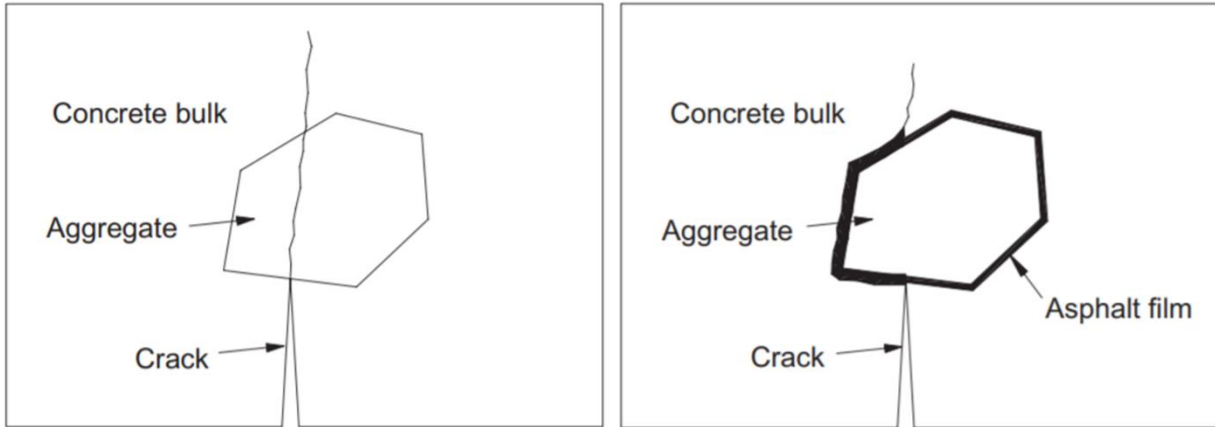 Concrete bulk
Aggregate
Crack
Concrete bulk
Aggregate
Asphalt film
Crack